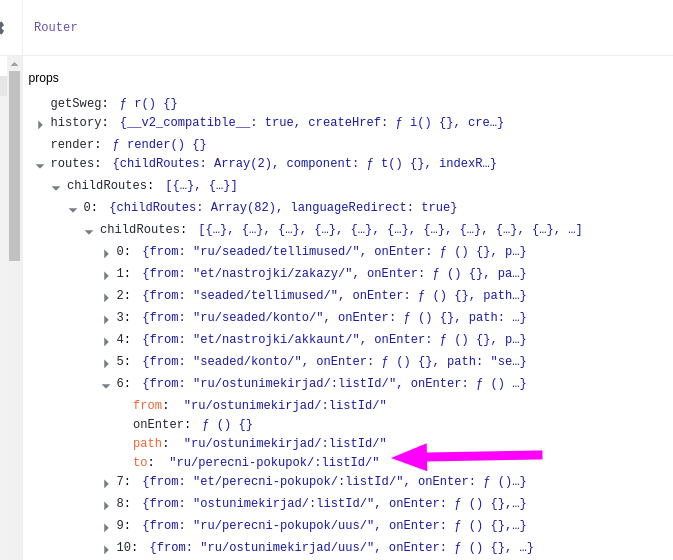 Router
props
getSweg: ƒ r() {}
history: {__v2_compatible__: true, createHref: ƒ i() {}, cre…}
render: ƒ render() {}
routes: {childRoutes: Array(2), component: ƒ t() {}, indexR…}
childRoutes: [{…}, {…}]
0: {childRoutes: Array(82), languageRedirect: true}
childRoutes: [{…}, {…}, {…}, {…}, {…}, {…}, {…}, {…}, {…}, {…}, …]
0: {from: "ru/seaded/tellimused/", onEnter: ƒ () {}, p…}
1: {from: "et/nastrojki/zakazy/", onEnter: ƒ () {}, pa…}
2: {from: "seaded/tellimused/", onEnter: ƒ () {}, path…}
3: {from: "ru/seaded/konto/", onEnter: ƒ () {}, path: …}
4: {from: "et/nastrojki/akkaunt/", onEnter: ƒ () {}, p…}
5: {from: "seaded/konto/", onEnter: ƒ () {}, path: "se…}
6: {from: "ru/ostunimekirjad/:listId/", onEnter: ƒ () …}
from: "ru/ostunimekirjad/:listId/"
onEnter: ƒ () {}
path: "ru/ostunimekirjad/:listId/"
to: "ru/perecni-pokupok/:listId/"
7: {from: "et/perecni-pokupok/:listId/", onEnter: ƒ ()…}
8: {from: "ostunimekirjad/:listId/", onEnter: ƒ () {},…}
9: {from: "ru/perecni-pokupok/uus/", onEnter: ƒ () {},…}
10: {from: "ru/ostunimekirjad/uus/", onEnter: ƒ () {}, …}